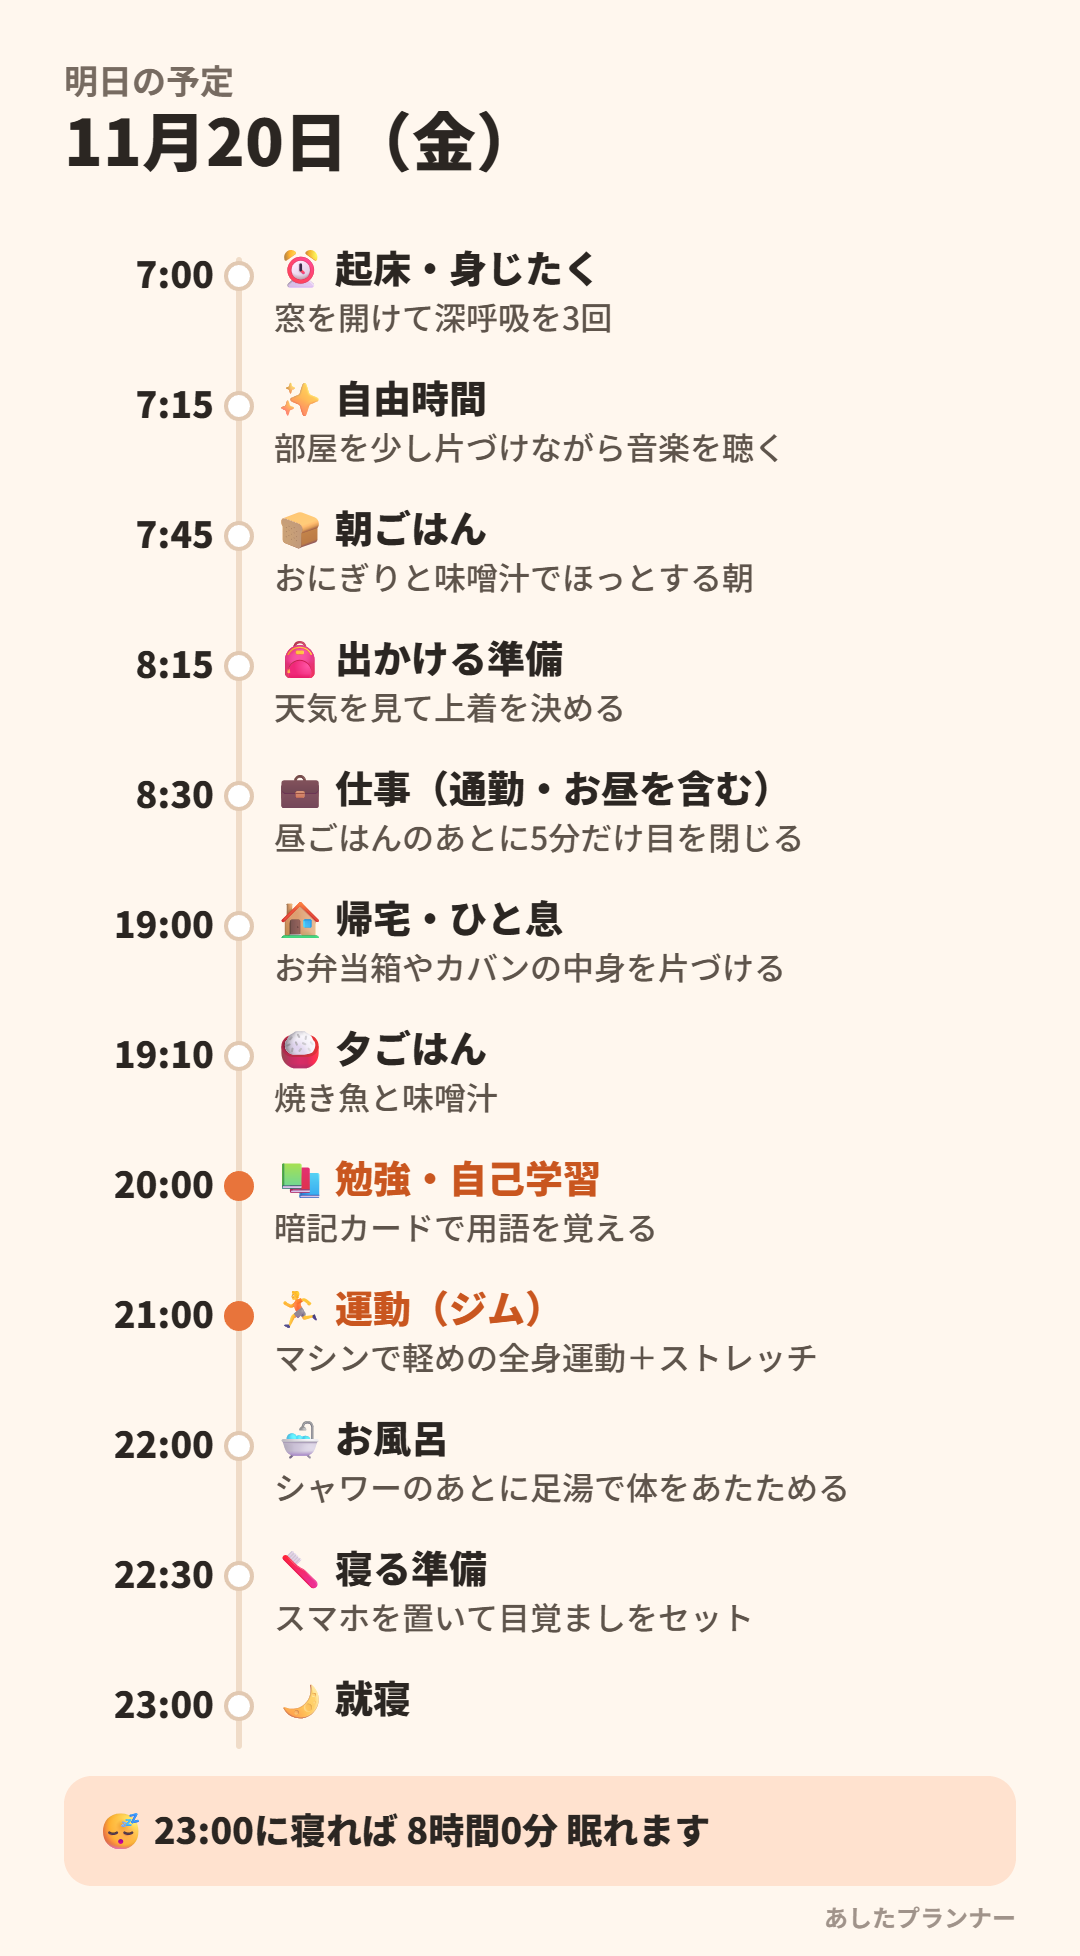 明日の予定
11月20日（金）
7:00 起床・身じたく
窓を開けて深呼吸を3回
7:15 自由時間
部屋を少し片づけながら音楽を聴く
7:45 朝ごはん
おにぎりと味噌汁でほっとする朝
8:15 出かける準備
天気を見て上着を決める
8:30 仕事（通勤・お昼を含む）
昼ごはんのあとに5分だけ目を閉じる
19:00 帰宅・ひと息
お弁当箱やカバンの中身を片づける
19:10 夕ごはん
焼き魚と味噌汁
20:00 勉強・自己学習
暗記カードで用語を覚える
21:00 運動（ジム）
マシンで軽めの全身運動＋ストレッチ
22:00 お風呂
シャワーのあとに足湯で体をあたためる
22:30 寝る準備
スマホを置いて目覚ましをセット
23:00 就寝
23:00に寝れば 8時間0分 眠れます
あしたプランナー